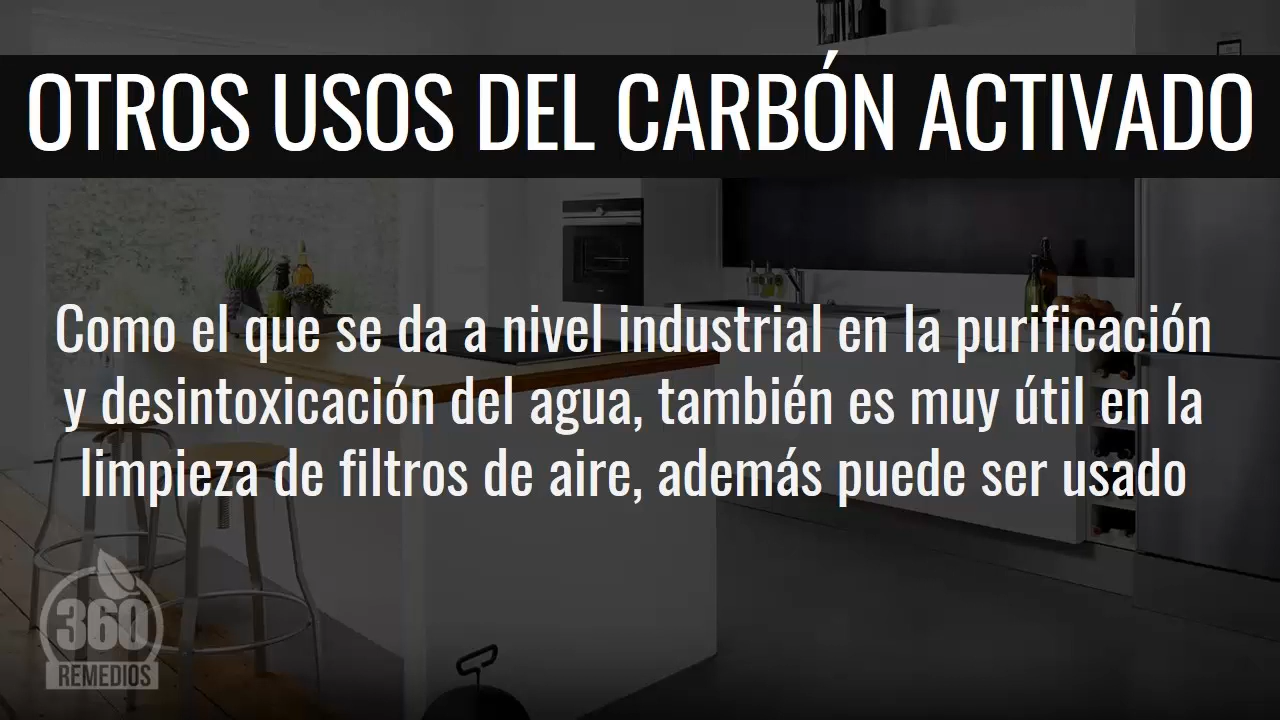 OTROS USOS DEL CARBÓN ACTIVADO
Como el que se da a nivel industrial en la purificación
y desintoxicación del agua, también es muy útil en la
limpieza de filtros de aire, además puede ser usado
360
REMEDIOS